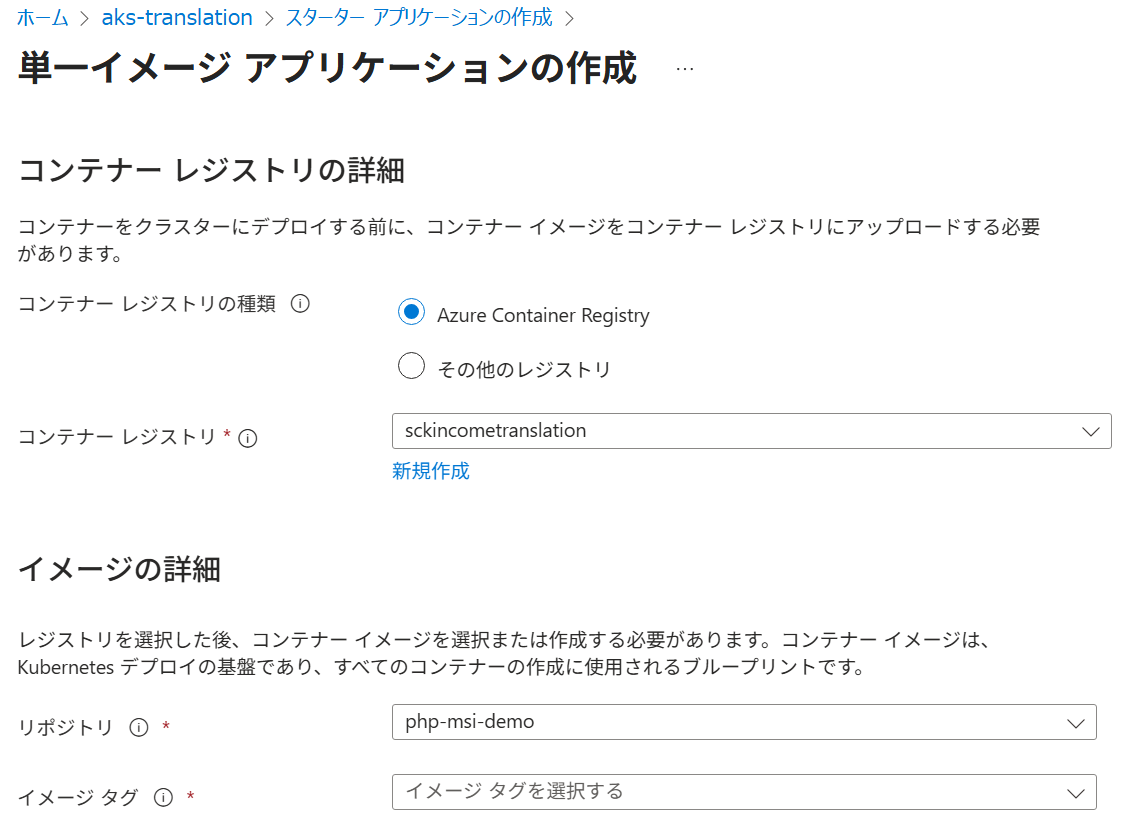 ホーム > aks-translation > スターター アプリケーションの作成 >
単一イメージ アプリケーションの作成 …
コンテナー レジストリの詳細
コンテナーをクラスターにデプロイする前に、コンテナー イメージをコンテナー レジストリにアップロードする必要
があります。
コンテナー レジストリの種類
Azure Container Registry
その他のレジストリ
コンテナー レジストリ *
sckincometranslation
新規作成
イメージの詳細
レジストリを選択した後、コンテナー イメージを選択または作成する必要があります。コンテナー イメージは、
Kubernetes デプロイの基盤であり、すべてのコンテナーの作成に使用されるブループリントです。
リポジトリ *
php-msi-demo
イメージ タグ *
イメージ タグを選択する